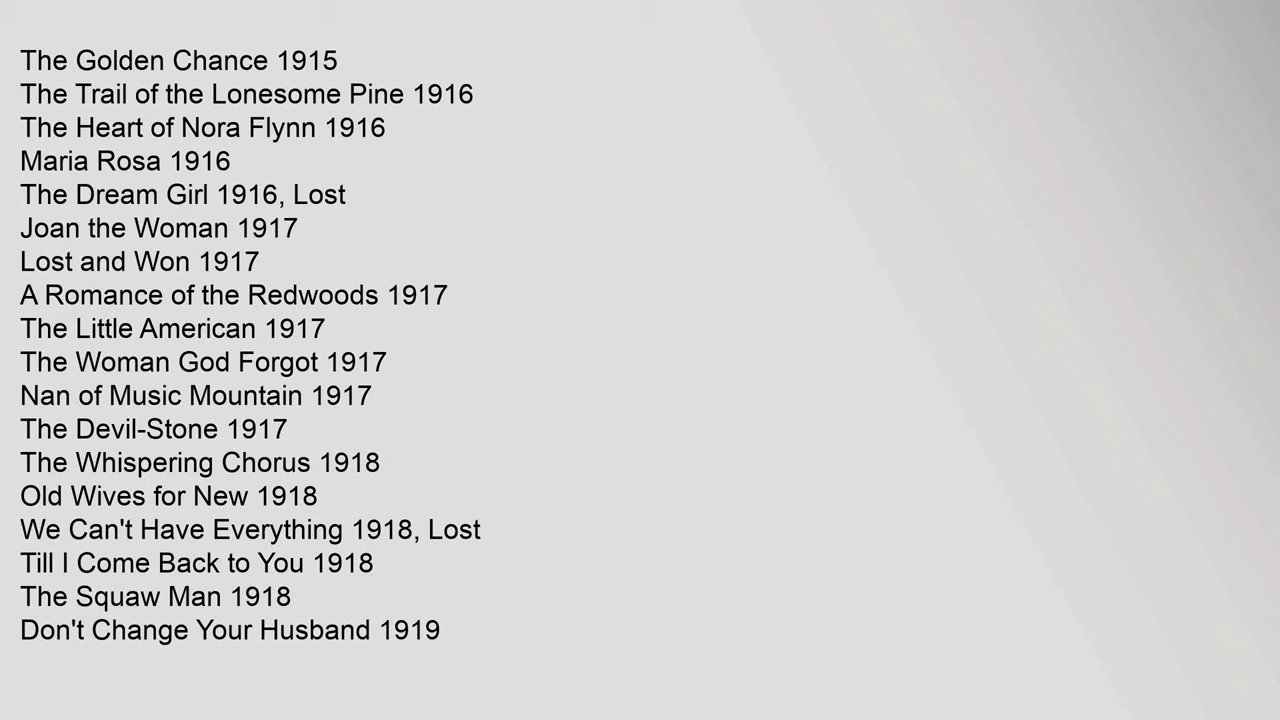 The Golden Chance 1915
The Trail of the Lonesome Pine 1916
The Heart of Nora Flynn 1916
Maria Rosa 1916
The Dream Girl 1916, Lost
Joan the Woman 1917
Lost and Won 1917
A Romance of the Redwoods 1917
The Little American 1917
The Woman God Forgot 1917
Nan of Music Mountain 1917
The Devil-Stone 1917
The Whispering Chorus 1918
Old Wives for New 1918
We Can't Have Everything 1918, Lost
Till I Come Back to You 1918
The Squaw Man 1918
Don't Change Your Husband 1919